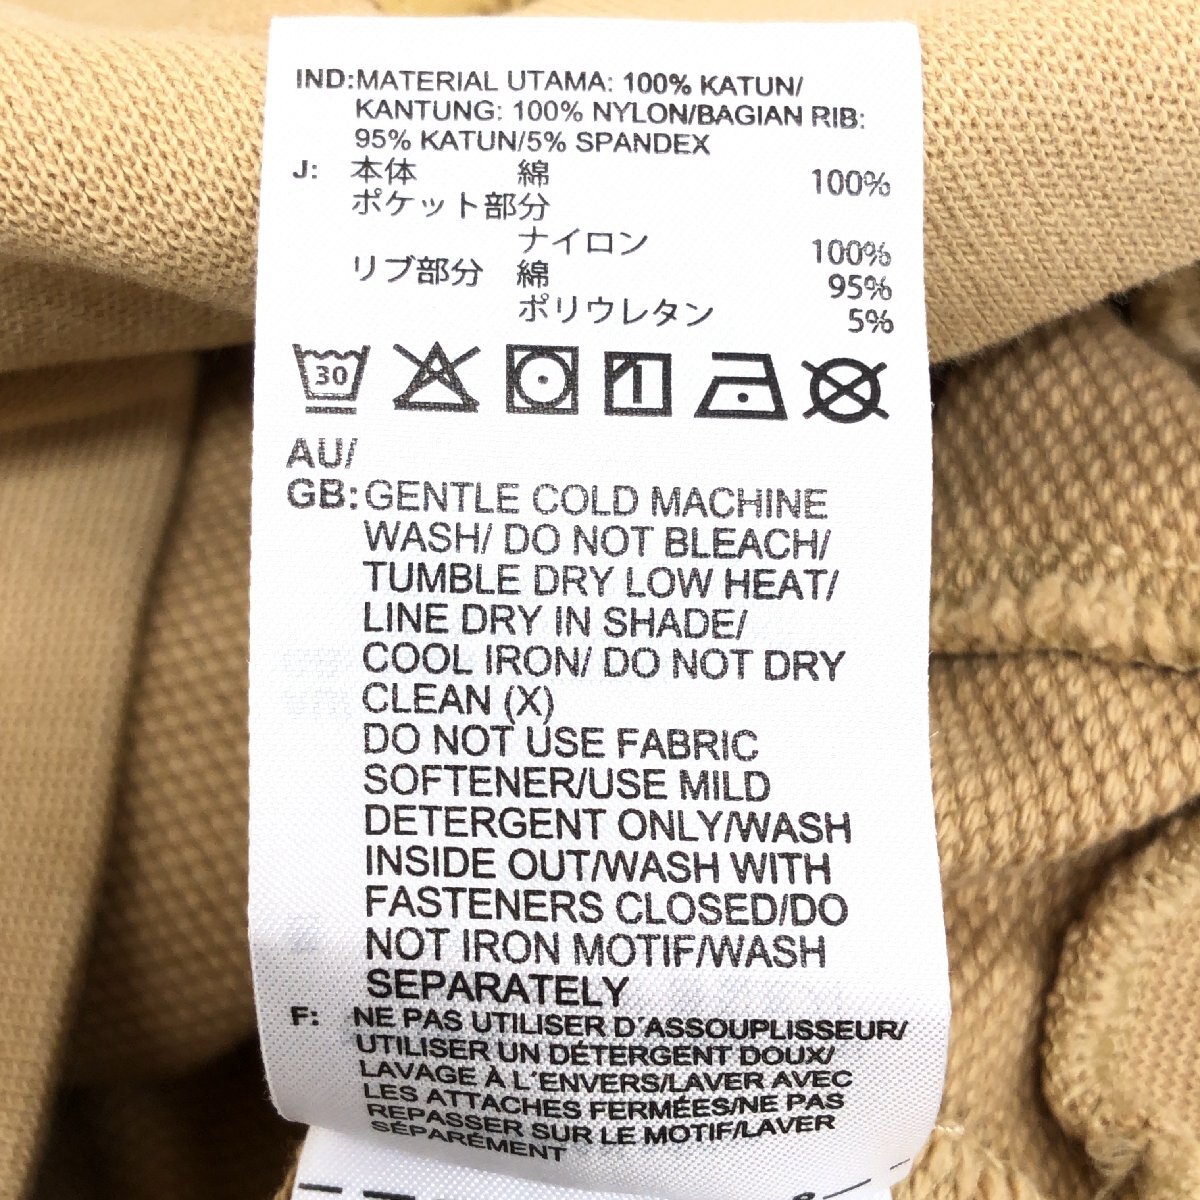 IND:MATERIAL UTAMA: 100% KATUN/
KANTUNG: 100% NYLON/BAGIAN RIB:
95% KATUN/5% SPANDEX
J: 本体 綿 100%
ポケット部分
ナイロン 100%
リブ部分 綿 95%
ポリウレタン 5%
30
AU/
GB:GENTLE COLD MACHINE
WASH/ DO NOT BLEACH/
TUMBLE DRY LOW HEAT/
LINE DRY IN SHADE/
COOL IRON/ DO NOT DRY
CLEAN (X)
DO NOT USE FABRIC
SOFTENER/USE MILD
DETERGENT ONLY/WASH
INSIDE OUT/WASH WITH
FASTENERS CLOSED/DO
NOT IRON MOTIF/WASH
SEPARATELY
F: NE PAS UTILISER D´ASSOUPLISSEUR/
UTILISER UN DÉTERGENT DOUX/
LAVAGE À L´ENVERS/LAVER AVEC
LES ATTACHES FERMÉES/NE PAS
REPASSER SUR LE MOTIF/LAVER
SÉPARÉMENT